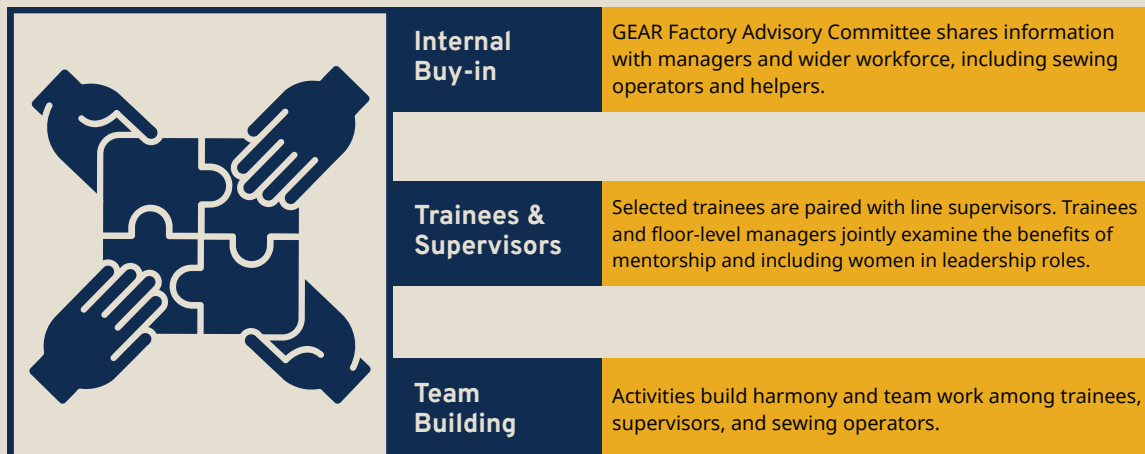 Internal
Buy-in
GEAR Factory Advisory Committee shares information
with managers and wider workforce, including sewing
operators and helpers.
Trainees &
Supervisors
Selected trainees are paired with line supervisors. Trainees
and floor-level managers jointly examine the benefits of
mentorship and including women in leadership roles.
Team
Building
Activities build harmony and team work among trainees,
supervisors, and sewing operators.